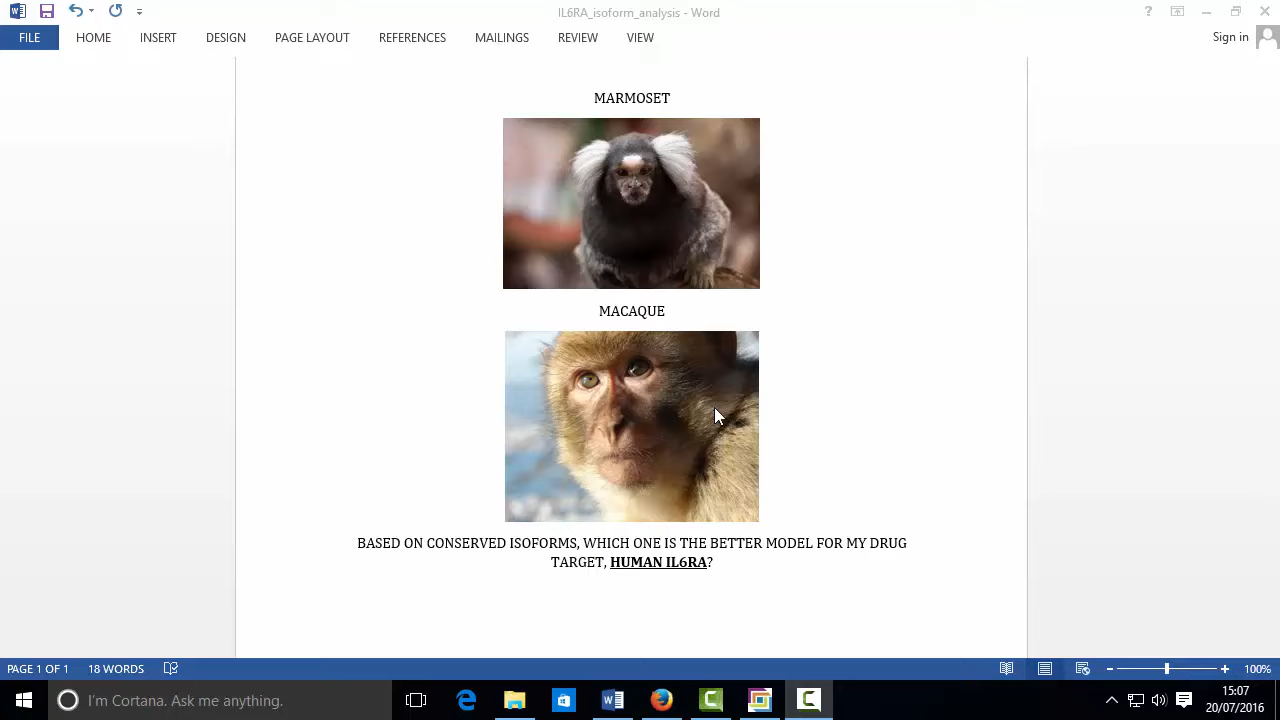 IL6RA_isoform_analysis - Word
FILE HOME INSERT DESIGN PAGE LAYOUT REFERENCES MAILINGS REVIEW VIEW Sign in
MARMOSET
MACAQUE
BASED ON CONSERVED ISOFORMS, WHICH ONE IS THE BETTER MODEL FOR MY DRUG
TARGET, HUMAN IL6RA?
PAGE 1 OF 1 18 WORDS 100%
I'm Cortana. Ask me anything.
15:07
20/07/2016